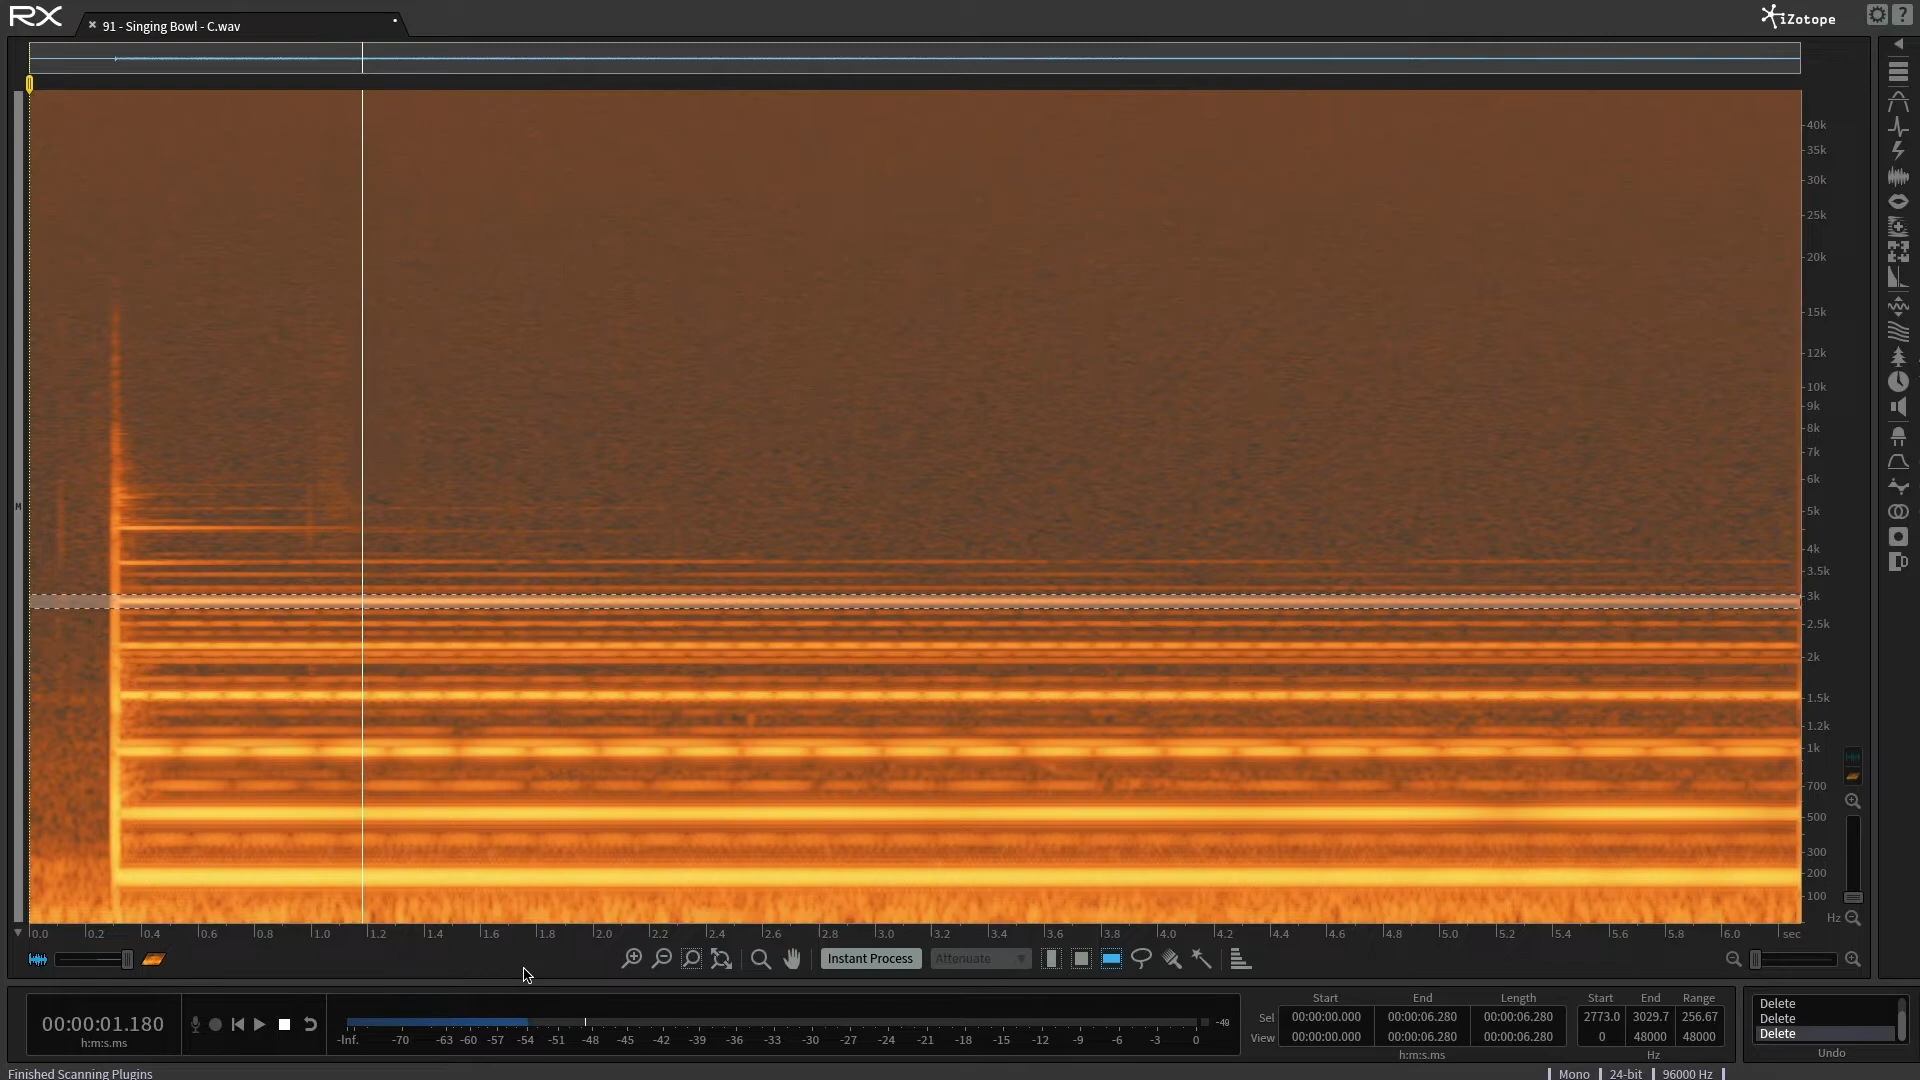 RX
91 - Singing Bowl - C.wav
iZotope
?
40k
35k
30k
25k
20k
15k
12k
10k
9k
8k
7k
6k
5k
4k
3.5k
3k
2.5k
2k
1.5k
1.2k
1k
700
500
300
200
100
Hz
M
0.0 0.2 0.4 0.6 0.8 1.0 1.2 1.4 1.6 1.8 2.0 2.2 2.4 2.6 2.8 3.0 3.2 3.4 3.6 3.8 4.0 4.2 4.4 4.6 4.8 5.0 5.2 5.4 5.6 5.8 6.0 sec
Instant Process Attenuate
00:00:01.180
h:m:s.ms
-Inf. -70 -63 -60 -57 -54 -51 -48 -45 -42 -39 -36 -33 -30 -27 -24 -21 -18 -15 -12 -9 -6 -3 0
-49
Start End Length Start End Range
Sel 00:00:00.000 00:00:06.280 00:00:06.280 2773.0 3029.7 256.67
View 00:00:00.000 00:00:06.280 00:00:06.280 0 48000 48000
h:m:s.ms Hz
Delete
Delete
Delete
Undo
Finished Scanning Plugins
Mono 24-bit 96000 Hz